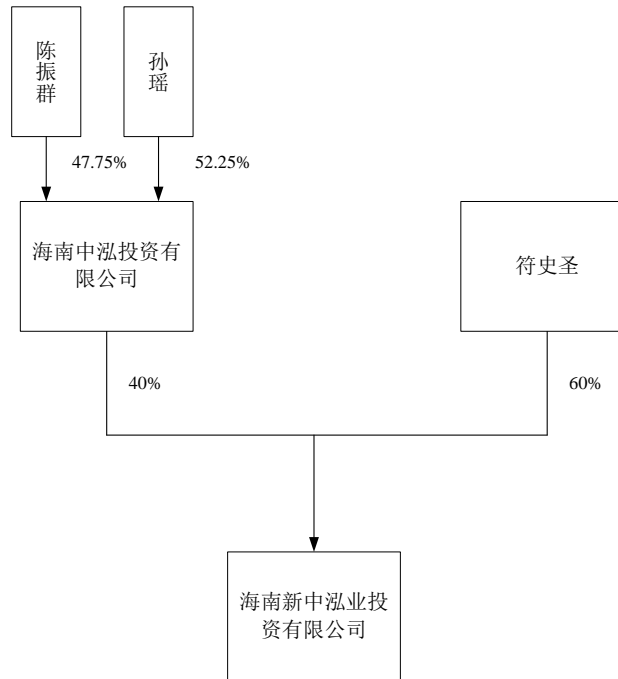 陈振群
孙瑶
47.75%
52.25%
海南中泓投资有
限公司
符史圣
40%
60%
海南新中泓业投
资有限公司